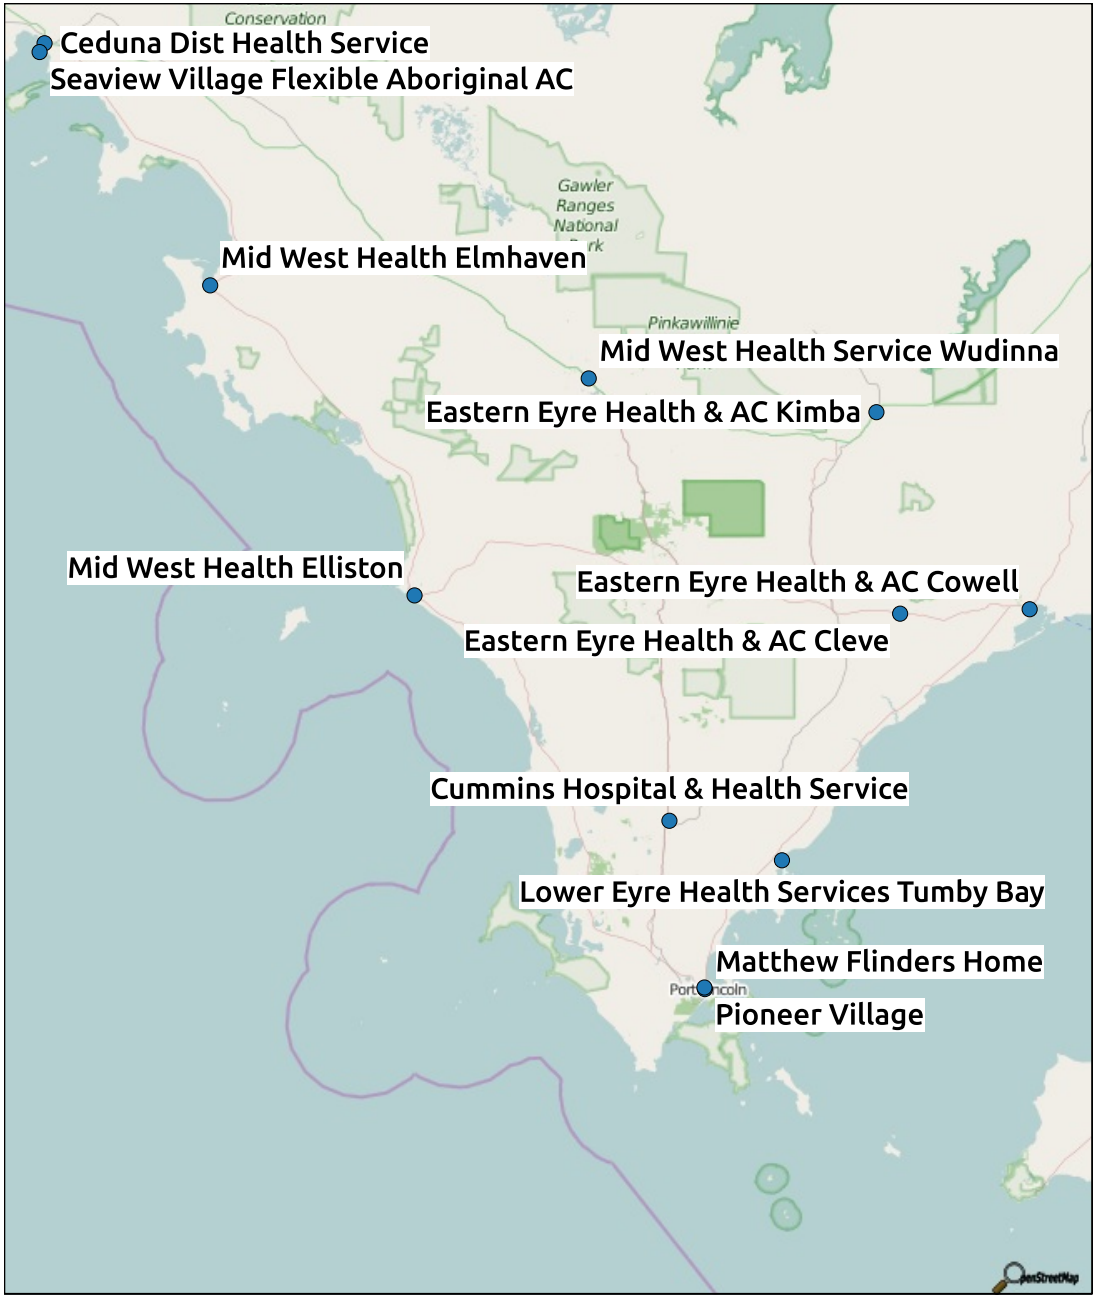 Conservation
Ceduna Dist Health Service
Seaview Village Flexible Aboriginal AC
Gawler
Ranges
National
Mid West Health Elmhaven
Pinkawillinie
Mid West Health Service Wudinna
Eastern Eyre Health & AC Kimba
Mid West Health Elliston
Eastern Eyre Health & AC Cowell
Eastern Eyre Health & AC Cleve
Cummins Hospital & Health Service
Lower Eyre Health Services Tumby Bay
Matthew Flinders Home
Pioneer Village
OpenStreetMap